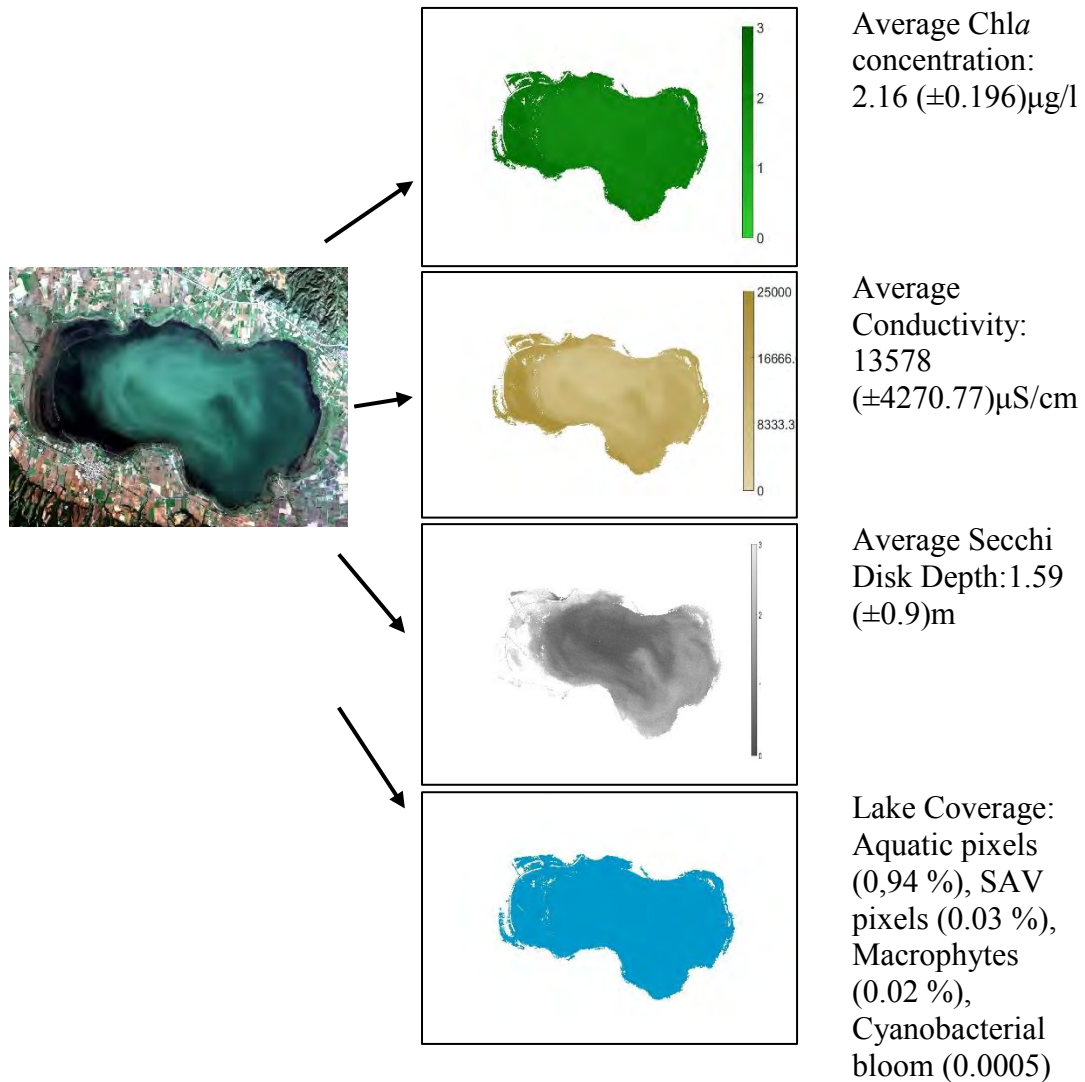 3
2
1
0
Average Chla
concentration:
2.16 (±0.196)μg/l
25000
16666.
8333.3
0
Average
Conductivity:
13578
(±4270.77)μS/cm
3
2
Average Secchi
Disk Depth:1.59
(±0.9)m
Lake Coverage:
Aquatic pixels
(0,94 %), SAV
pixels (0.03 %),
Macrophytes
(0.02 %),
Cyanobacterial
bloom (0.0005)